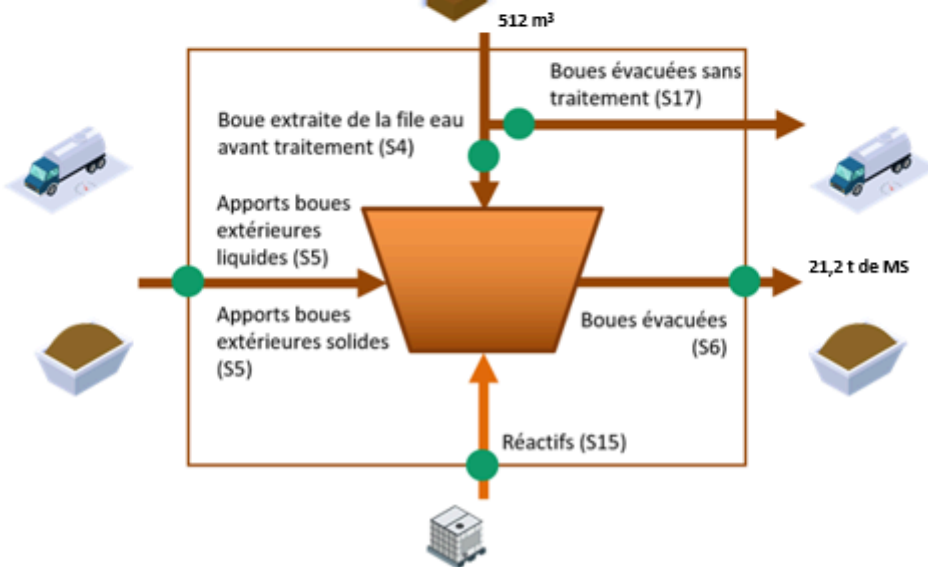 512 m³
Boues évacuées sans
traitement (S17)
Boue extraite de la file eau
avant traitement (S4)
Apports boues
extérieures
liquides (S5)
21,2 t de MS
Apports boues
extérieures solides
(S5)
Boues évacuées
(S6)
Réactifs (S15)